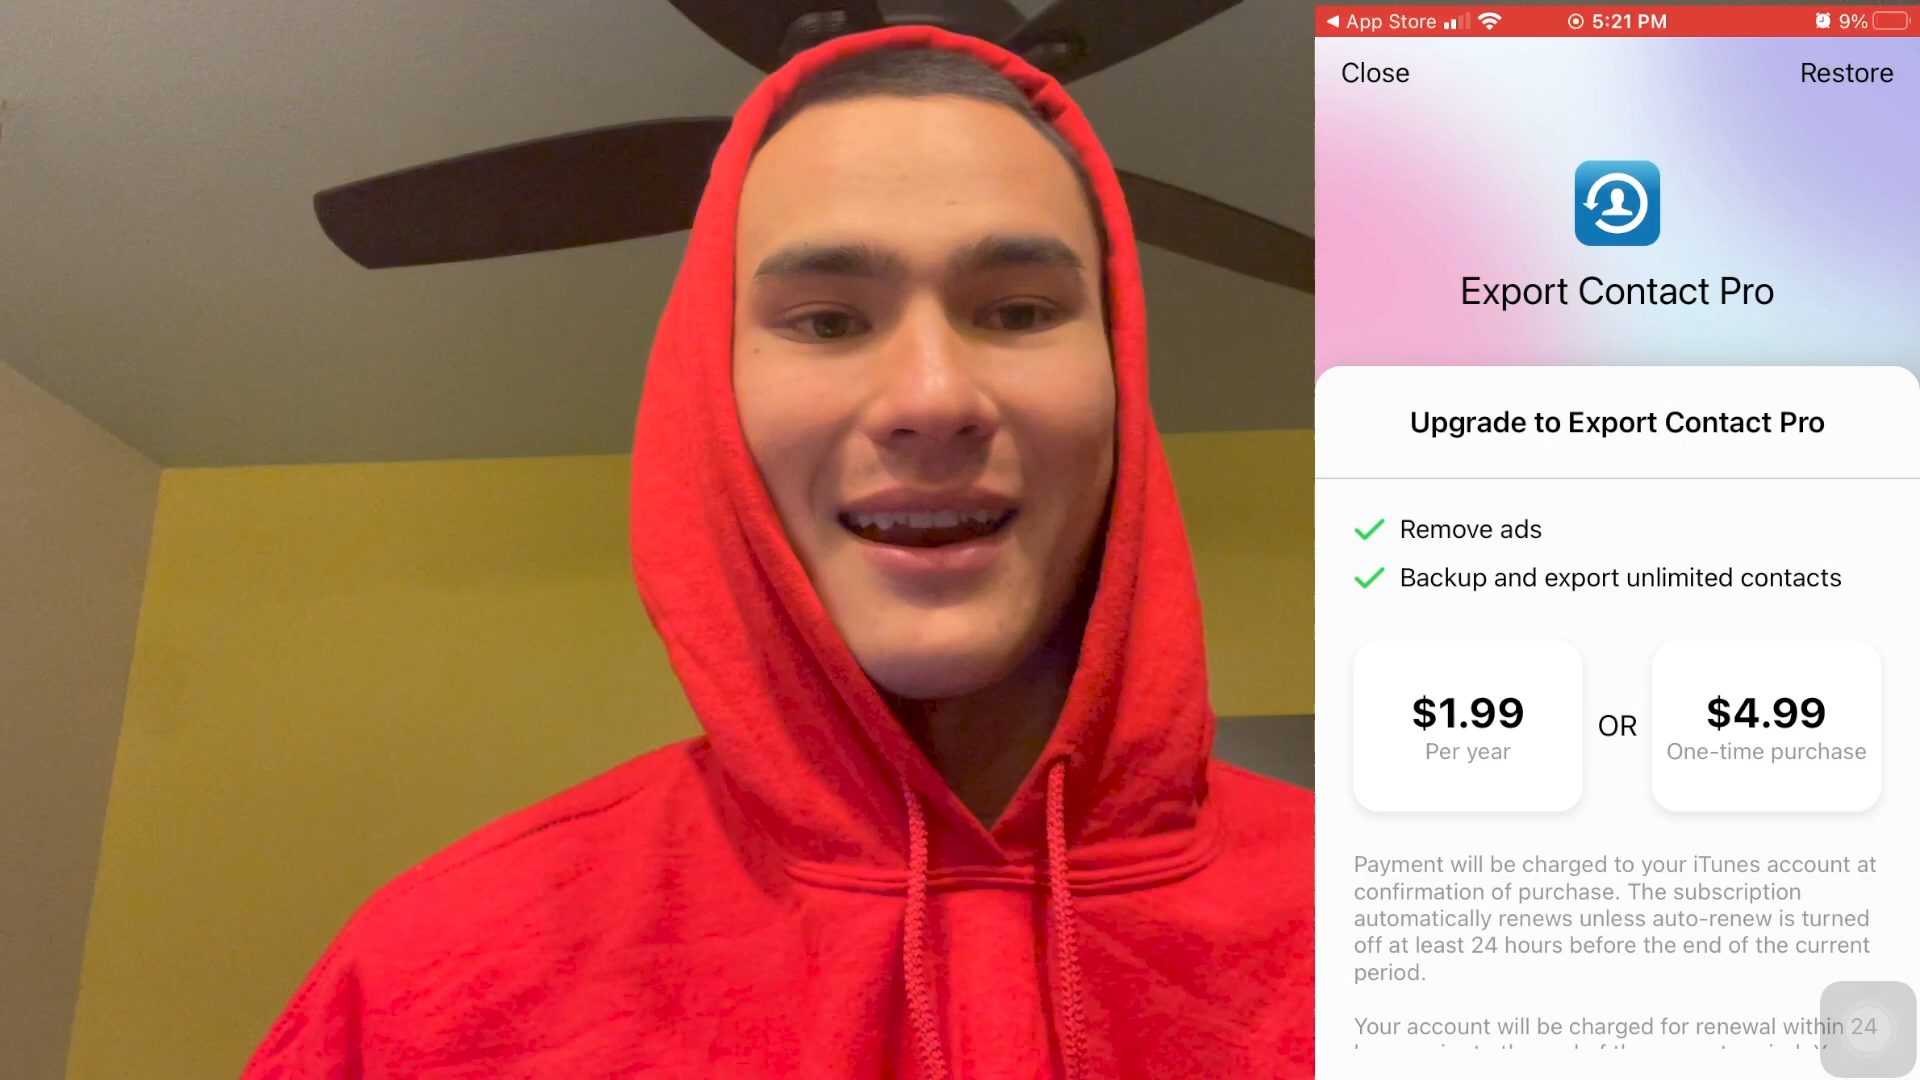 App Store
5:21 PM
9%
Close
Restore
Export Contact Pro
Upgrade to Export Contact Pro
Remove ads
Backup and export unlimited contacts
$1.99
Per year
OR
$4.99
One-time purchase
Payment will be charged to your iTunes account at
confirmation of purchase. The subscription
automatically renews unless auto-renew is turned
off at least 24 hours before the end of the current
period.
Your account will be charged for renewal within 24